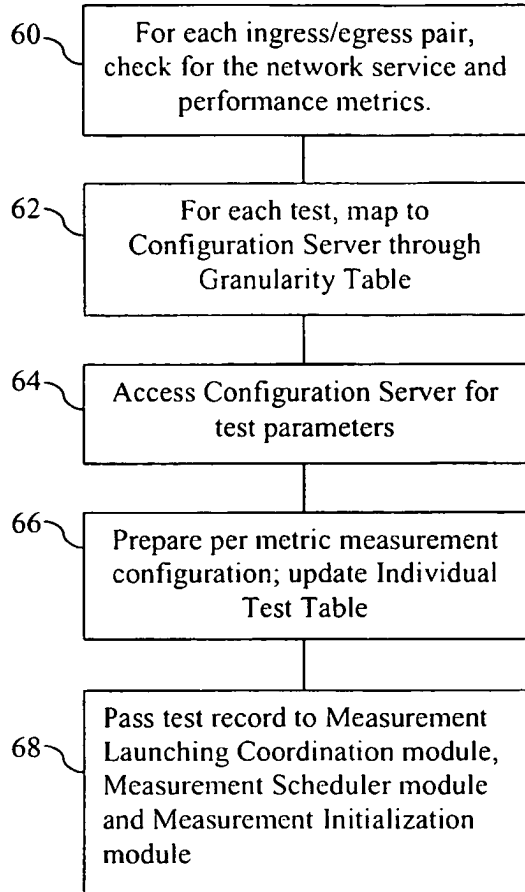 60
For each ingress/egress pair,
check for the network service and
performance metrics.
62
For each test, map to
Configuration Server through
Granularity Table
64
Access Configuration Server for
test parameters
66
Prepare per metric measurement
configuration; update Individual
Test Table
68
Pass test record to Measurement
Launching Coordination module,
Measurement Scheduler module
and Measurement Initialization
module